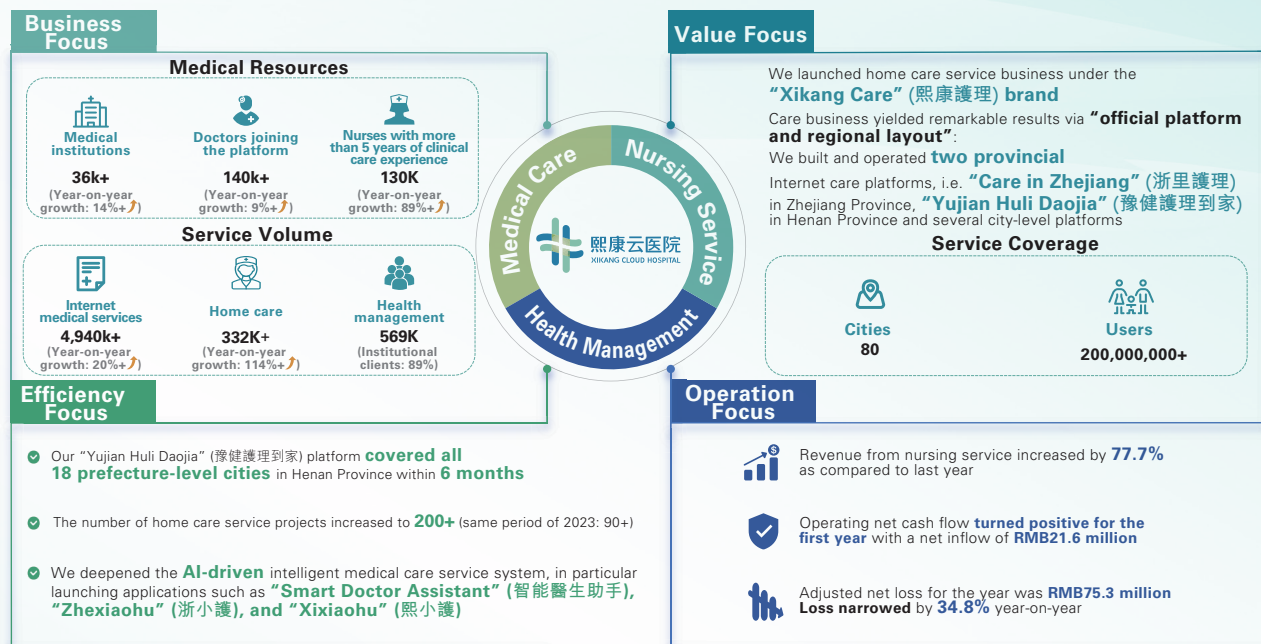 Business
Focus
Medical Resources
Medical
institutions
36k+
(Year-on-year
growth: 14%+)
Doctors joining
the platform
140k+
(Year-on-year
growth: 9%+)
Nurses with more
than 5 years of clinical
care experience
130K
(Year-on-year
growth: 89%+)
Service Volume
Internet
medical services
4,940k+
(Year-on-year
growth: 20%+)
Home care
332K+
(Year-on-year
growth: 114%+)
Health
management
569K
(Institutional
clients: 89%)
Medical Care
Nursing Service
Health Management
熙康云医院
XIKANG CLOUD HOSPITAL
Value Focus
We launched home care service business under the
“Xikang Care” (熙康護理) brand
Care business yielded remarkable results via “official platform
and regional layout”:
We built and operated two provincial
Internet care platforms, i.e. “Care in Zhejiang” (浙里護理)
in Zhejiang Province, “Yujian Huli Daojia” (豫健護理到家)
in Henan Province and several city-level platforms
Service Coverage
Cities
80
Users
200,000,000+
Efficiency
Focus
Our “Yujian Huli Daojia” (豫健護理到家) platform covered all
18 prefecture-level cities in Henan Province within 6 months
The number of home care service projects increased to 200+ (same period of 2023: 90+)
We deepened the AI-driven intelligent medical care service system, in particular
launching applications such as “Smart Doctor Assistant” (智能醫生助手),
“Zhexiaohu” (浙小護), and “Xixiaohu” (熙小護)
Operation
Focus
$
Revenue from nursing service increased by 77.7%
as compared to last year
Operating net cash flow turned positive for the
first year with a net inflow of RMB21.6 million
Adjusted net loss for the year was RMB75.3 million
Loss narrowed by 34.8% year-on-year